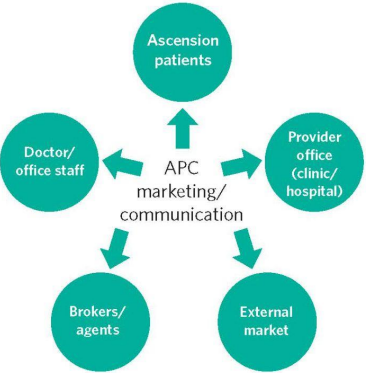 Ascension
patients
Doctor/
office staff
APC
marketing/
communication
Provider
office
(clinic/
hospital)
Brokers/
agents
External
market